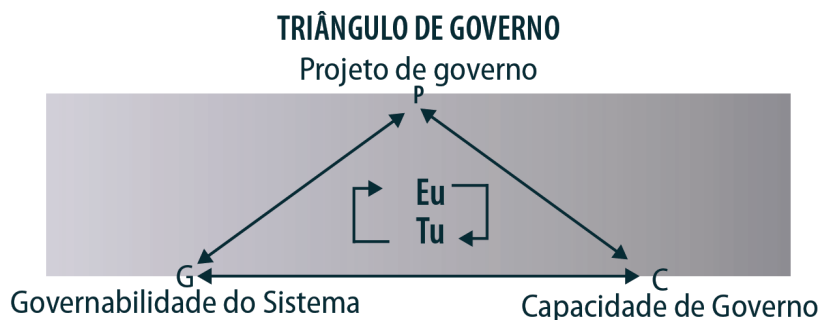 TRIÂNGULO DE GOVERNO
Projeto de governo
P
Eu
Tu
G
C
Governabilidade do Sistema
Capacidade de Governo